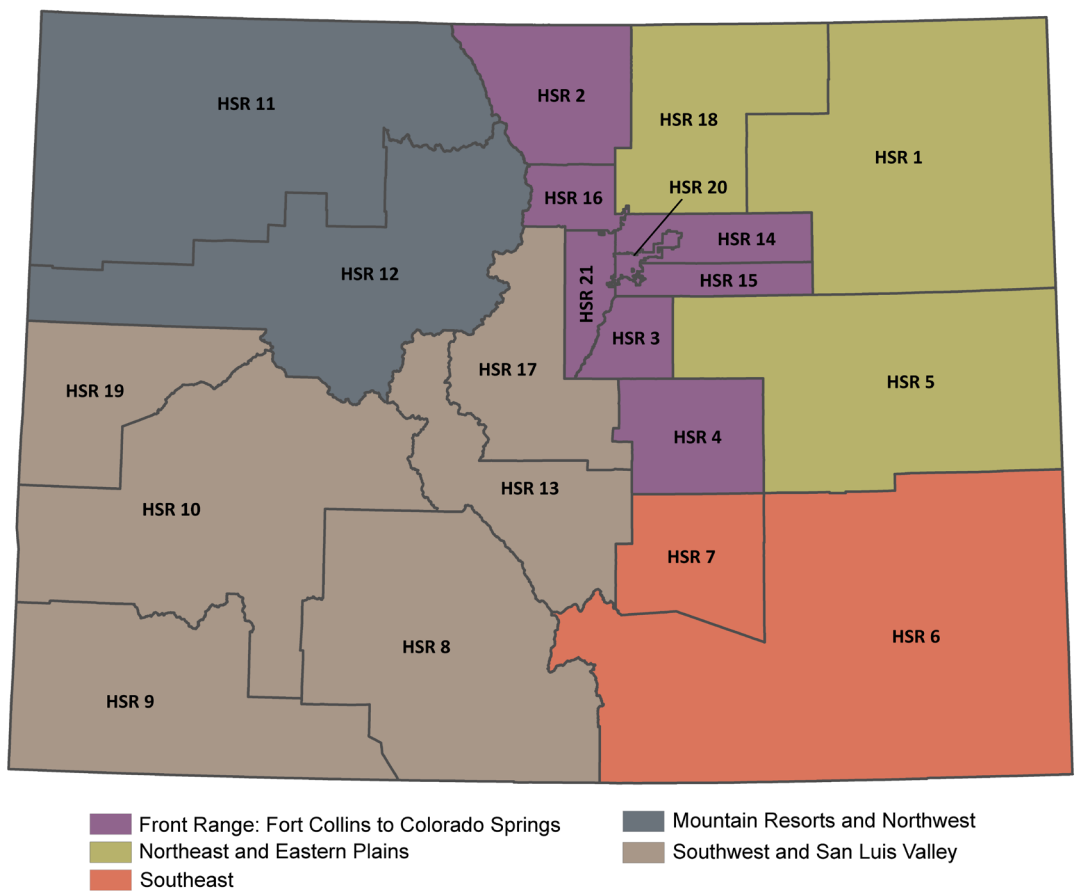 HSR 2
HSR 11
HSR 18
HSR 1
HSR 20
HSR 16
HSR 14
HSR 12
HSR 15
HSR 21
HSR 3
HSR 17
HSR 5
HSR 19
HSR 4
HSR 13
HSR 10
HSR 7
HSR 6
HSR 8
HSR 9
Front Range: Fort Collins to Colorado Springs
Northeast and Eastern Plains
Southeast
Mountain Resorts and Northwest
Southwest and San Luis Valley